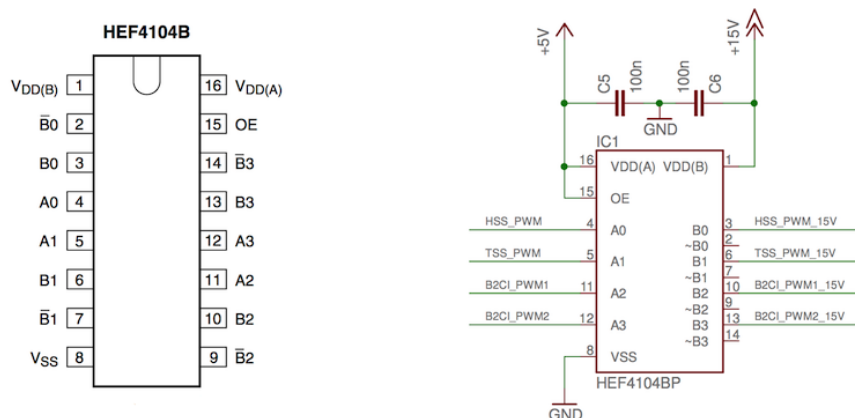 HEF4104B
VDD(B) 1 16 VDD(A)
B̅0 2 15 OE
B0 3 14 B̅3
A0 4 13 B3
A1 5 12 A3
B1 6 11 A2
B̅1 7 10 B2
VSS 8 9 B̅2
+5V +15V
C5 100n 100n C6
GND
IC1
16 VDD(A) VDD(B) 1
15 OE
HSS_PWM 4 A0 B0 3 HSS_PWM_15V
~B0 2
TSS_PWM 5 A1 B1 6 TSS_PWM_15V
~B1 7
B2CI_PWM1 11 A2 B2 10 B2CI_PWM1_15V
~B2 9
B2CI_PWM2 12 A3 B3 13 B2CI_PWM2_15V
~B3 14
8 VSS
HEF4104BP
GND